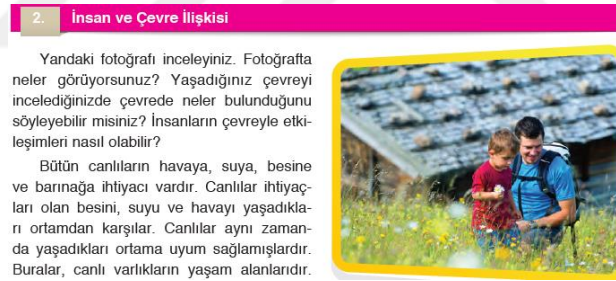 2. İnsan ve Çevre İlişkisi
Yandaki fotoğrafı inceleyiniz. Fotoğrafta
neler görüyorsunuz? Yaşadığınız çevreyi
incelediğinizde çevrede neler bulunduğunu
söyleyebilir misiniz? İnsanların çevreyle etki-
leşimleri nasıl olabilir?
Bütün canlıların havaya, suya, besine
ve barınağa ihtiyacı vardır. Canlılar ihtiyaç-
ları olan besini, suyu ve havayı yaşadıkla-
rı ortamdan karşılar. Canlılar aynı zaman-
da yaşadıkları ortama uyum sağlamışlardır.
Buralar, canlı varlıkların yaşam alanlarıdır.